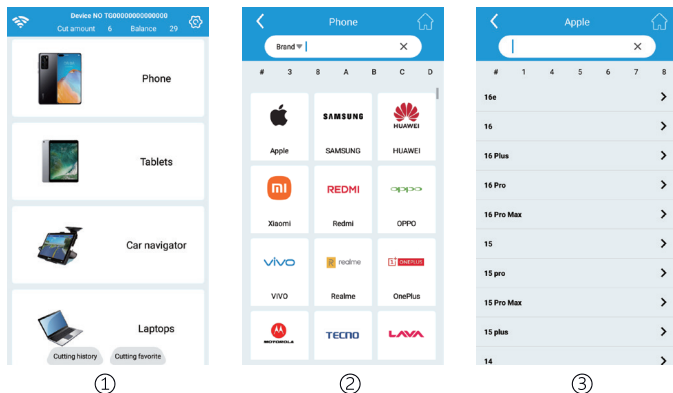 Device NO TG00000000000000
Cut amount 6 Balance 29
Phone
Tablets
Car navigator
Laptops
Cutting history Cutting favorite
①
Phone
Brand
# 3 8 A B C D
SAMSUNG HUAWEI
Apple SAMSUNG HUAWEI
mi REDMI oppo
Xiaomi Redmi OPPO
vivo realme ONEPLUS
VIVO Realme OnePlus
MOTOROLA TECNO LAVA
②
Apple
# 1 4 5 6 7 8
16e
16
16 Plus
16 Pro
16 Pro Max
15
15 pro
15 Pro Max
15 plus
14
③